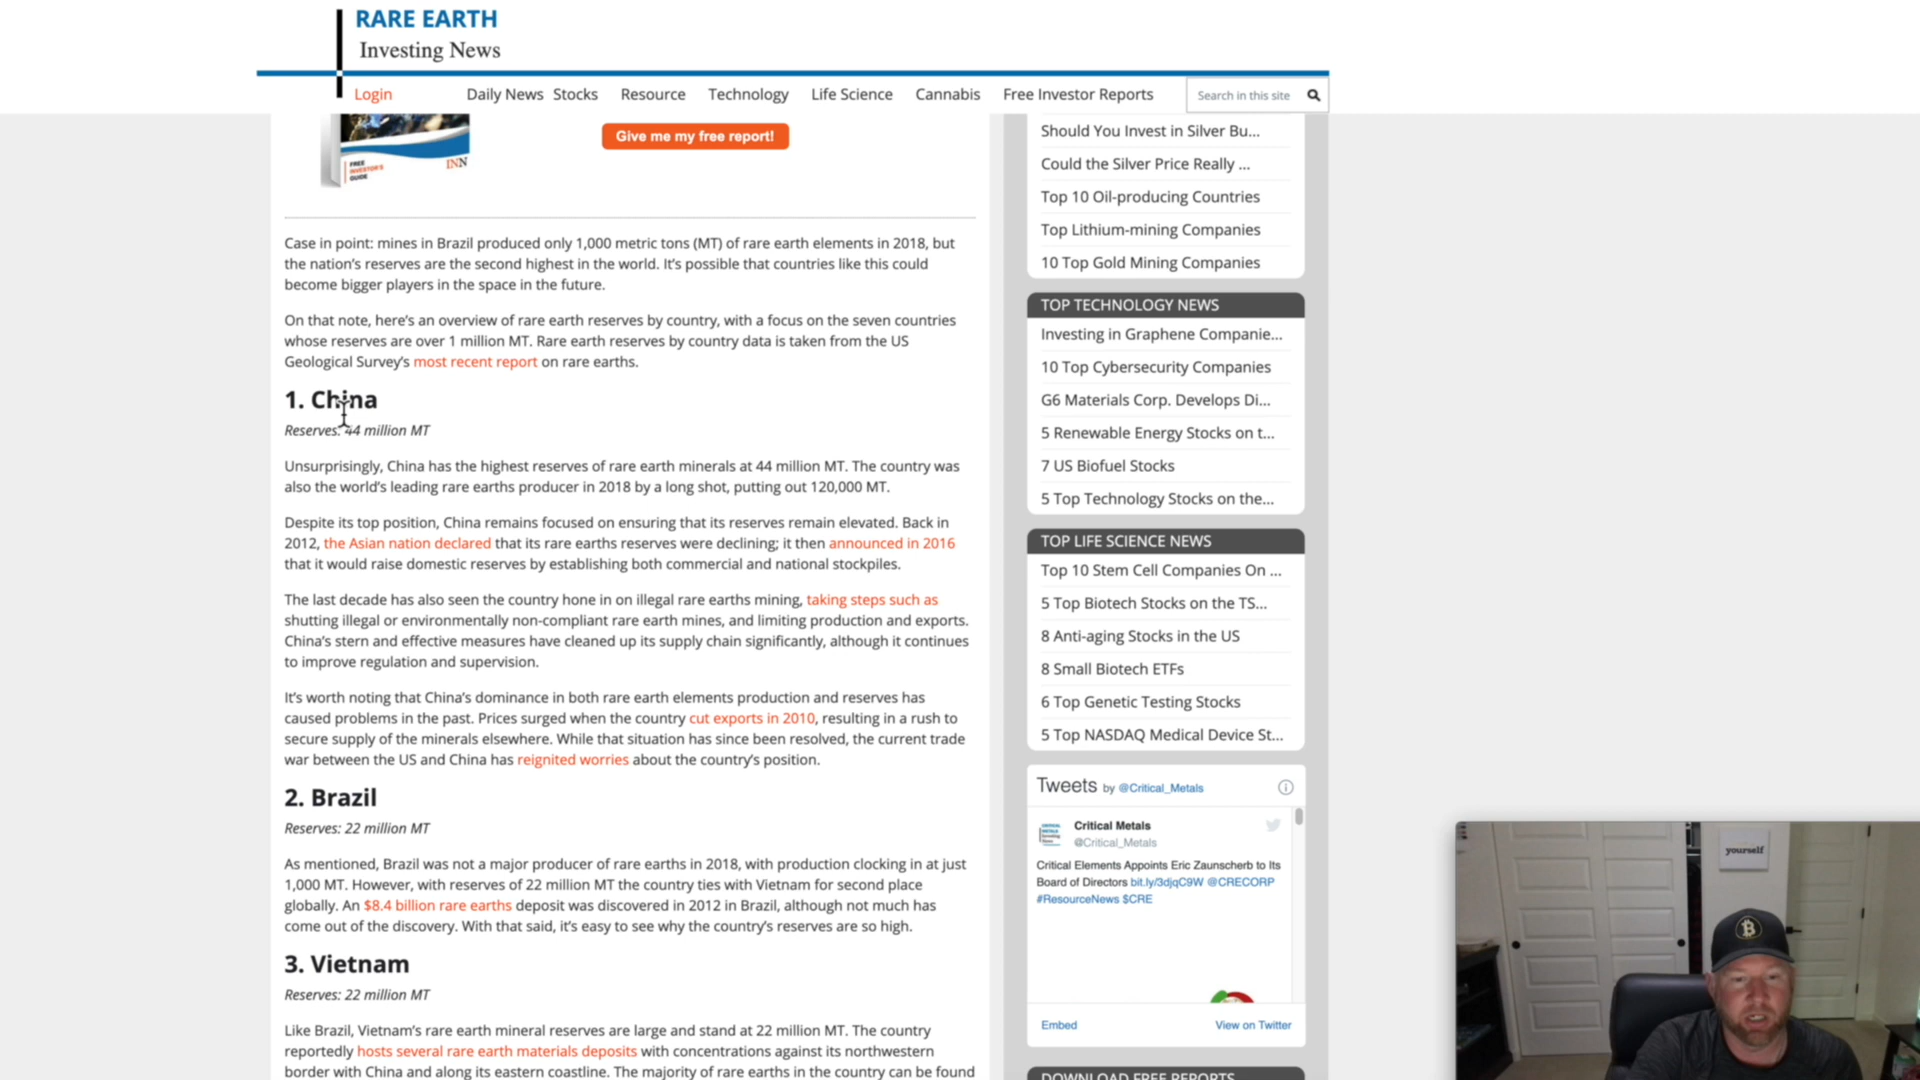 RARE EARTH
Investing News
Login
Daily News
Stocks
Resource
Technology
Life Science
Cannabis
Free Investor Reports
Search in this site
FREE
INVESTOR'S
GUIDE
INN
Give me my free report!
Case in point: mines in Brazil produced only 1,000 metric tons (MT) of rare earth elements in 2018, but
the nation's reserves are the second highest in the world. It's possible that countries like this could
become bigger players in the space in the future.
On that note, here's an overview of rare earth reserves by country, with a focus on the seven countries
whose reserves are over 1 million MT. Rare earth reserves by country data is taken from the US
Geological Survey's most recent report on rare earths.
1. China
Reserves: 44 million MT
Unsurprisingly, China has the highest reserves of rare earth minerals at 44 million MT. The country was
also the world's leading rare earths producer in 2018 by a long shot, putting out 120,000 MT.
Despite its top position, China remains focused on ensuring that its reserves remain elevated. Back in
2012, the Asian nation declared that its rare earths reserves were declining; it then announced in 2016
that it would raise domestic reserves by establishing both commercial and national stockpiles.
The last decade has also seen the country hone in on illegal rare earths mining, taking steps such as
shutting illegal or environmentally non-compliant rare earth mines, and limiting production and exports.
China's stern and effective measures have cleaned up its supply chain significantly, although it continues
to improve regulation and supervision.
It's worth noting that China's dominance in both rare earth elements production and reserves has
caused problems in the past. Prices surged when the country cut exports in 2010, resulting in a rush to
secure supply of the minerals elsewhere. While that situation has since been resolved, the current trade
war between the US and China has reignited worries about the country's position.
2. Brazil
Reserves: 22 million MT
As mentioned, Brazil was not a major producer of rare earths in 2018, with production clocking in at just
1,000 MT. However, with reserves of 22 million MT the country ties with Vietnam for second place
globally. An $8.4 billion rare earths deposit was discovered in 2012 in Brazil, although not much has
come out of the discovery. With that said, it's easy to see why the country's reserves are so high.
3. Vietnam
Reserves: 22 million MT
Like Brazil, Vietnam's rare earth mineral reserves are large and stand at 22 million MT. The country
reportedly hosts several rare earth materials deposits with concentrations against its northwestern
border with China and along its eastern coastline. The majority of rare earths in the country can be found
Should You Invest in Silver Bu...
Could the Silver Price Really ...
Top 10 Oil-producing Countries
Top Lithium-mining Companies
10 Top Gold Mining Companies
TOP TECHNOLOGY NEWS
Investing in Graphene Companie...
10 Top Cybersecurity Companies
G6 Materials Corp. Develops Di...
5 Renewable Energy Stocks on t...
7 US Biofuel Stocks
5 Top Technology Stocks on the...
TOP LIFE SCIENCE NEWS
Top 10 Stem Cell Companies On ...
5 Top Biotech Stocks on the TS...
8 Anti-aging Stocks in the US
8 Small Biotech ETFs
6 Top Genetic Testing Stocks
5 Top NASDAQ Medical Device St...
Tweets by @Critical_Metals
Critical Metals
@Critical_Metals
Critical Elements Appoints Eric Zaunscherb to Its
Board of Directors bit.ly/3djqC9W @CRECORP
#ResourceNews $CRE
Embed
View on Twitter
DOWNLOAD FREE REPORTS
yourself